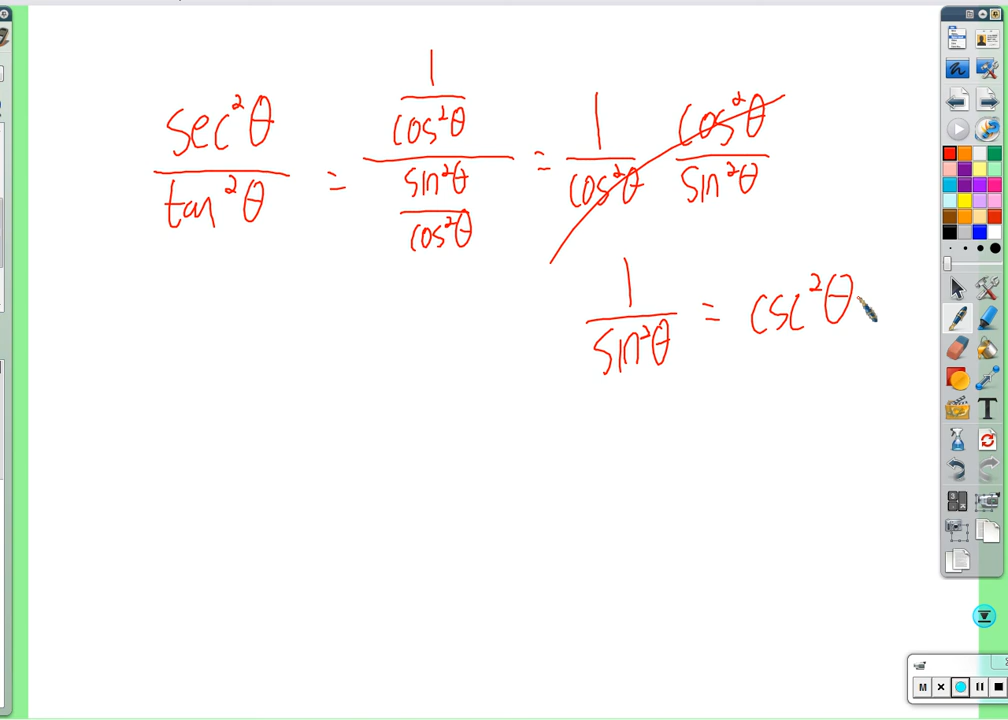 sec²θ / tan²θ = (1 / cos²θ) / (sin²θ / cos²θ) = 1 / cos²θ cos²θ / sin²θ
1 / sin²θ = csc²θ
T
M